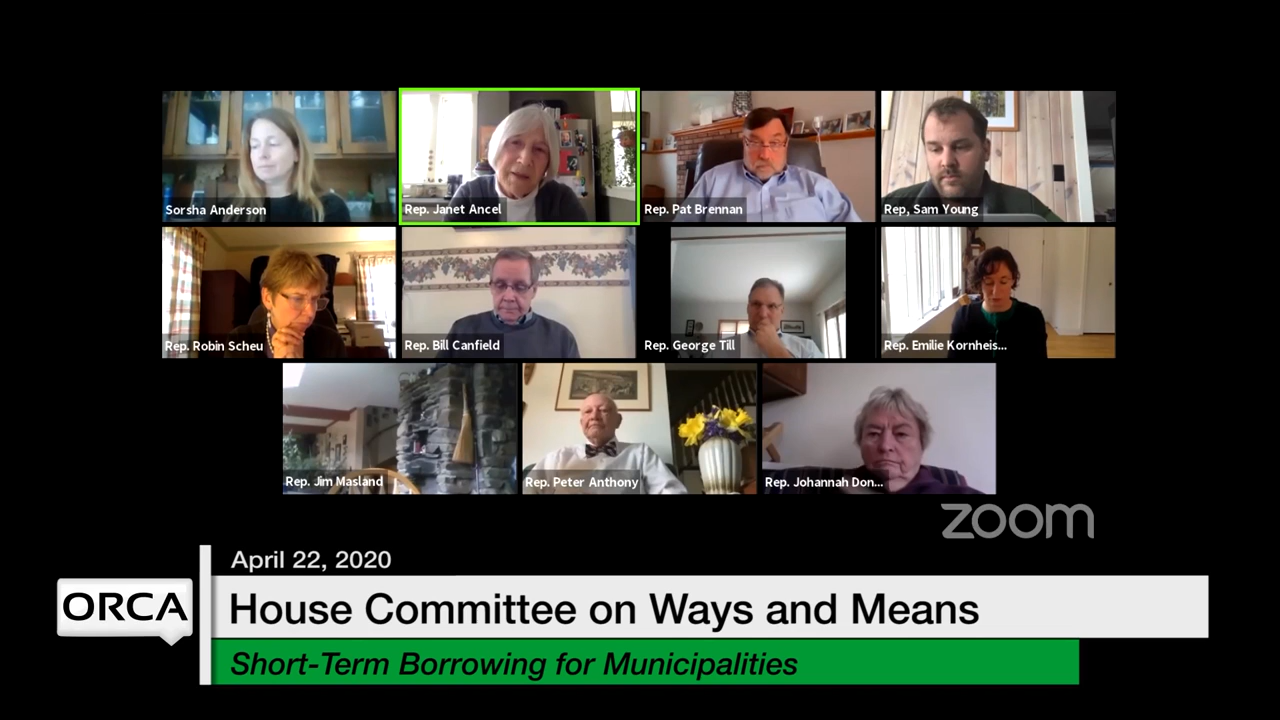 Sorsha Anderson
Rep. Janet Ancel
Rep. Pat Brennan
Rep, Sam Young
Rep. Robin Scheu
Rep. Bill Canfield
Rep. George Till
Rep. Emilie Kornheis...
Rep. Jim Masland
Rep. Peter Anthony
Rep. Johannah Don...
zoom
April 22, 2020
ORCA
House Committee on Ways and Means
Short-Term Borrowing for Municipalities